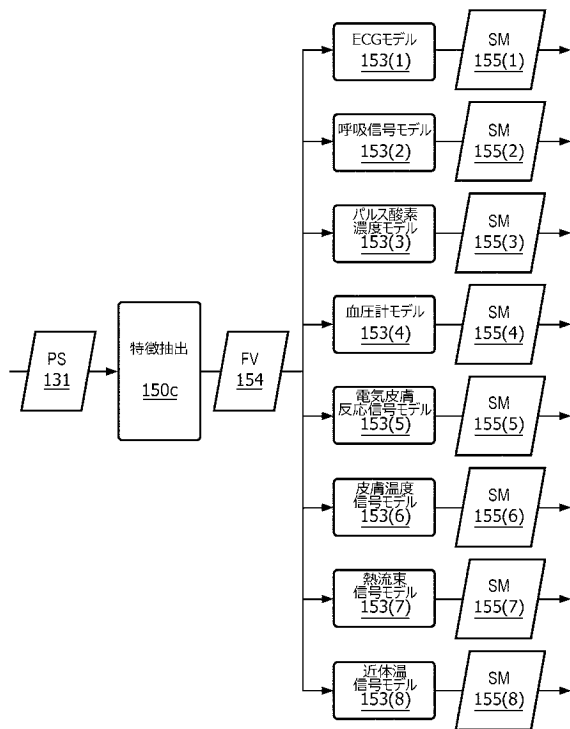 PS
131
特徴抽出
150c
FV
154
ECGモデル
153(1)
SM
155(1)
呼吸信号モデル
153(2)
SM
155(2)
パルス酸素
濃度モデル
153(3)
SM
155(3)
血圧計モデル
153(4)
SM
155(4)
電気皮膚
反応信号モデル
153(5)
SM
155(5)
皮膚温度
信号モデル
153(6)
SM
155(6)
熱流束
信号モデル
153(7)
SM
155(7)
近体温
信号モデル
153(8)
SM
155(8)